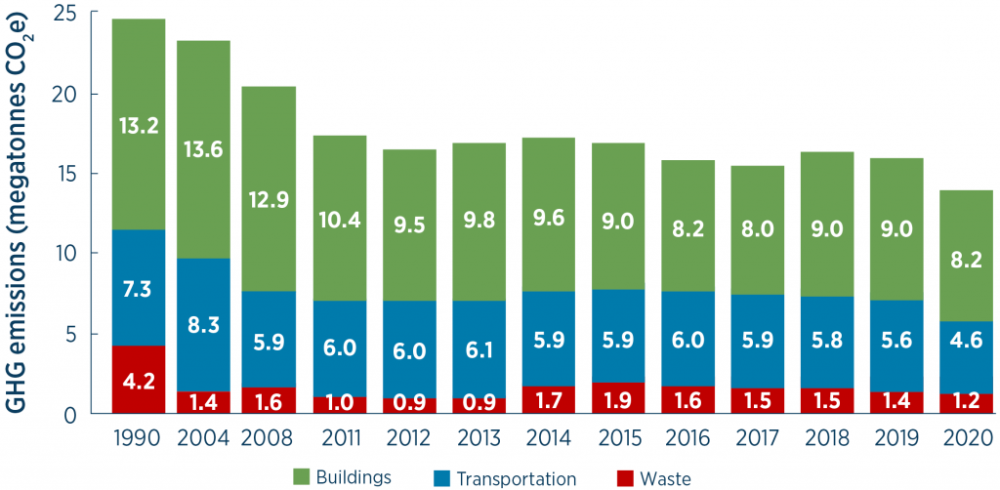 GHG emissions (megatonnes CO₂e)
25
20
15
10
5
0
13.2 13.6 12.9 10.4 9.5 9.8 9.6 9.0 8.2 8.0 9.0 9.0 8.2
7.3 8.3 5.9 6.0 6.0 6.1 5.9 5.9 6.0 5.9 5.8 5.6 4.6
4.2 1.4 1.6 1.0 0.9 0.9 1.7 1.9 1.6 1.5 1.5 1.4 1.2
1990 2004 2008 2011 2012 2013 2014 2015 2016 2017 2018 2019 2020
Buildings Transportation Waste